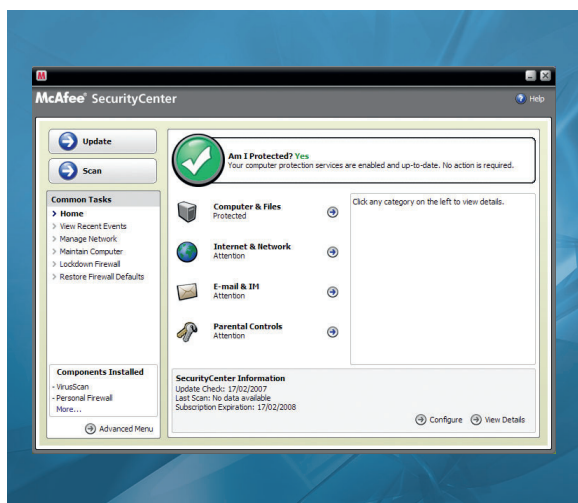 M
McAfee® SecurityCenter
Help
Update
Scan
Common Tasks
> Home
> View Recent Events
> Manage Network
> Maintain Computer
> Lockdown Firewall
> Restore Firewall Defaults
Components Installed
- VirusScan
- Personal Firewall
More...
Advanced Menu
Am I Protected? Yes
Your computer protection services are enabled and up-to-date. No action is required.
Computer & Files
Protected
Internet & Network
Attention
E-mail & IM
Attention
Parental Controls
Attention
Click any category on the left to view details.
SecurityCenter Information
Update Check: 17/02/2007
Last Scan: No data available
Subscription Expiration: 17/02/2008
Configure
View Details